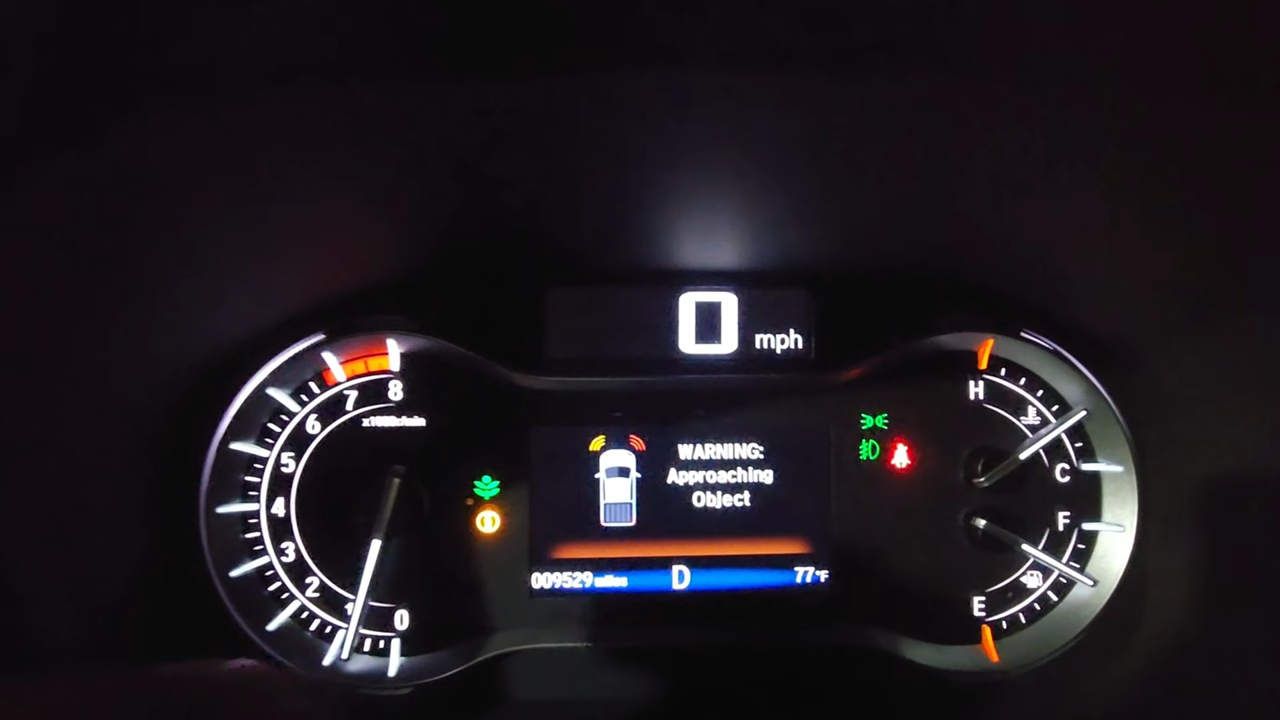 0 mph
8
7
x1000r/min
6
5
4
3
2
1
0
WARNING:
Approaching
Object
009529 miles D 77°F
H
C
F
E